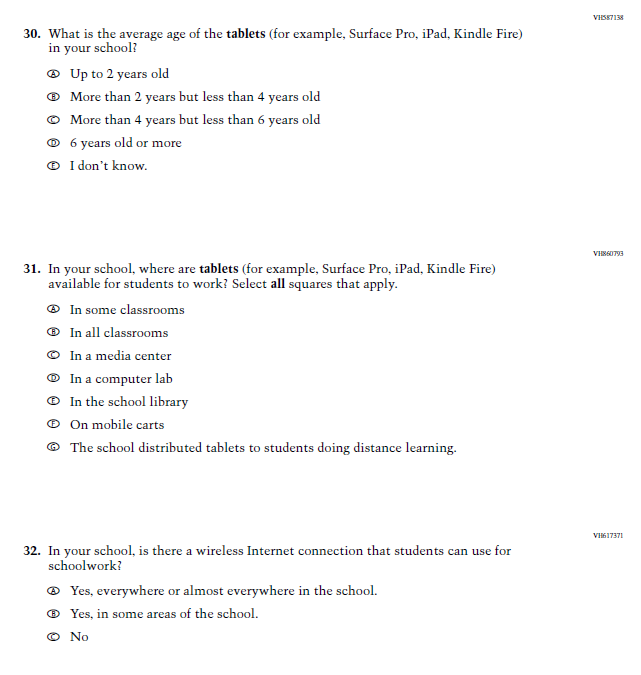 VH587138
30. What is the average age of the tablets (for example, Surface Pro, iPad, Kindle Fire)
in your school?
A Up to 2 years old
B More than 2 years but less than 4 years old
C More than 4 years but less than 6 years old
D 6 years old or more
E I don't know.
VH860793
31. In your school, where are tablets (for example, Surface Pro, iPad, Kindle Fire)
available for students to work? Select all squares that apply.
A In some classrooms
B In all classrooms
C In a media center
D In a computer lab
E In the school library
F On mobile carts
G The school distributed tablets to students doing distance learning.
VH617371
32. In your school, is there a wireless Internet connection that students can use for
schoolwork?
A Yes, everywhere or almost everywhere in the school.
B Yes, in some areas of the school.
C No